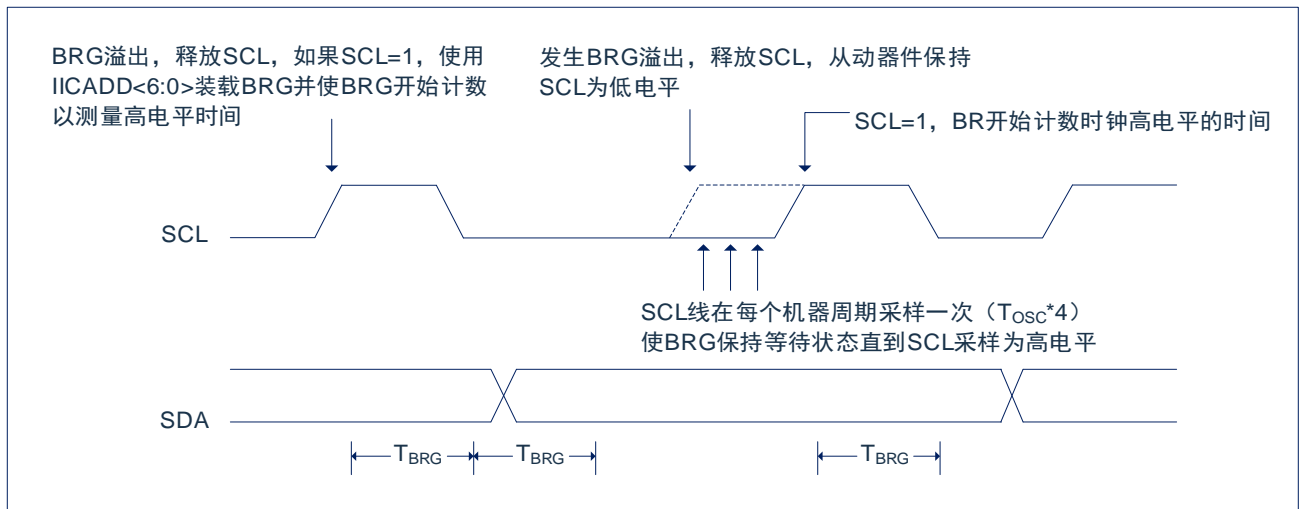 BRG溢出，释放SCL，如果SCL=1，使用
IICADD<6:0>装载BRG并使BRG开始计数
以测量高电平时间
发生BRG溢出，释放SCL，从动器件保持
SCL为低电平
SCL=1，BR开始计数时钟高电平的时间
SCL
SCL线在每个机器周期采样一次（TOSC*4）
使BRG保持等待状态直到SCL采样为高电平
SDA
TBRG
TBRG
TBRG